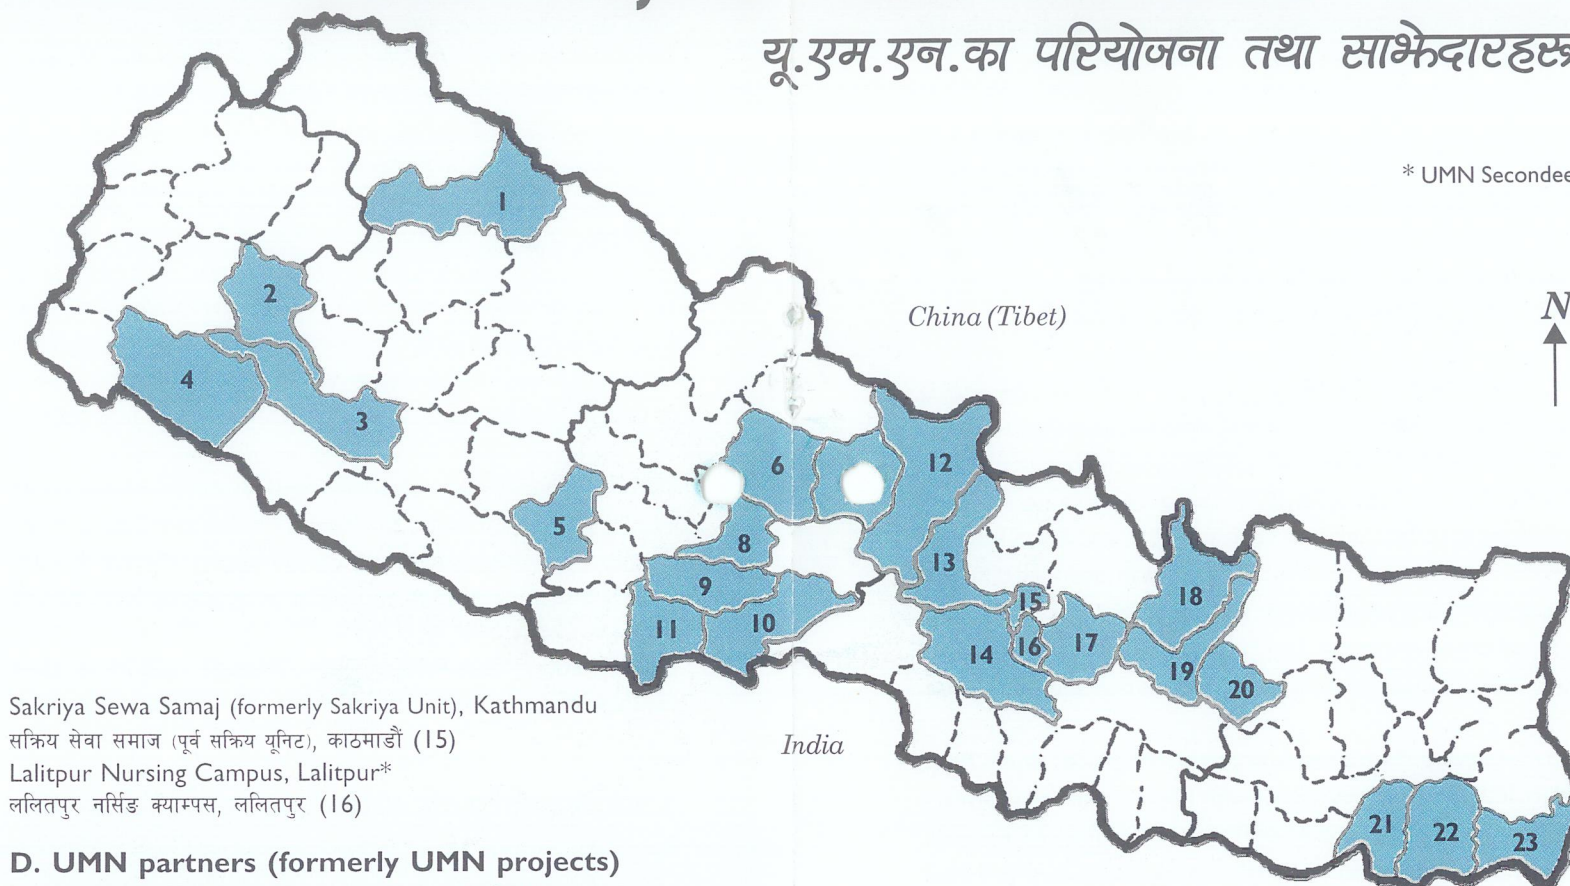 यू.एम.एन.का परियोजना तथा साझेदारहरू
* UMN Secondee
N
China (Tibet)
India
1
2
3
4
5
6
8
9
10
11
12
13
14
15
16
17
18
19
20
21
22
23
Sakriya Sewa Samaj (formerly Sakriya Unit), Kathmandu
सक्रिय सेवा समाज (पूर्व सक्रिय यूनिट), काठमाडौं (15)
Lalitpur Nursing Campus, Lalitpur*
ललितपुर नर्सिङ क्याम्पस, ललितपुर (16)
D. UMN partners (formerly UMN projects)